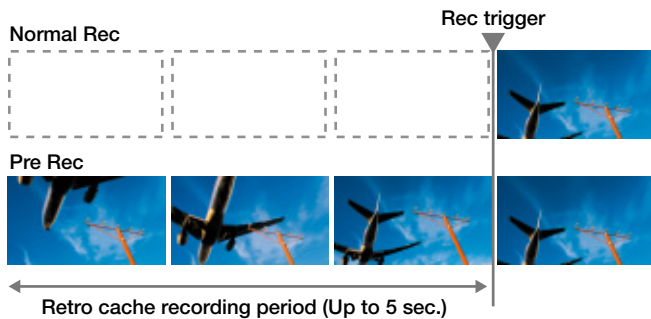 Rec trigger
Normal Rec
Pre Rec
Retro cache recording period (Up to 5 sec.)